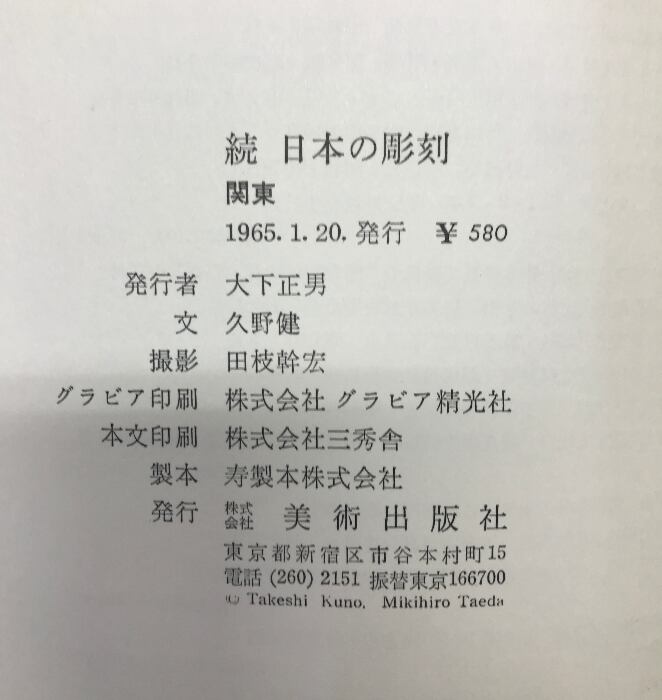 続 日本の彫刻
関東
1965.1.20.発行 ¥ 580
発行者 大下正男
文 久野健
撮影 田枝幹宏
グラビア印刷 株式会社 グラビア精光社
本文印刷 株式会社三秀舎
製本 寿製本株式会社
発行 株式会社 美術出版社
東京都新宿区市谷本村町15
電話 (260) 2151 振替東京166700
© Takeshi Kuno, Mikihiro Taeda